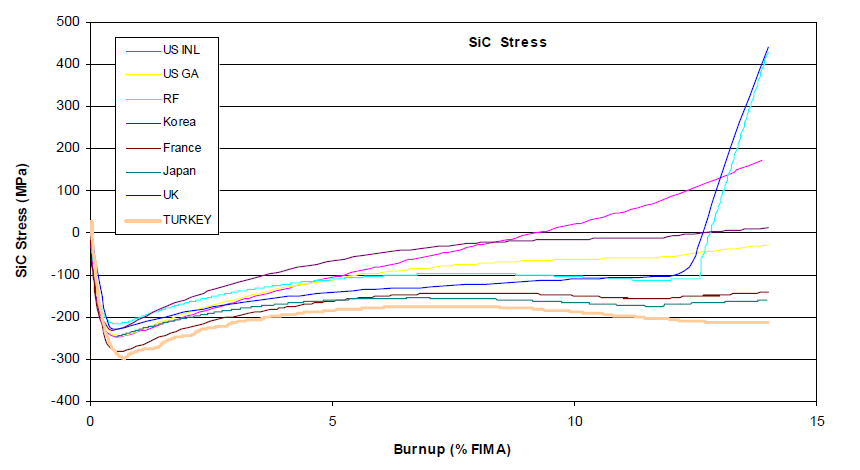 SiC Stress
500
400
300
200
100
0
-100
-200
-300
-400
SiC Stress (MPa)
US INL
US GA
RF
Korea
France
Japan
UK
TURKEY
0
5
10
15
Burnup (% FIMA)